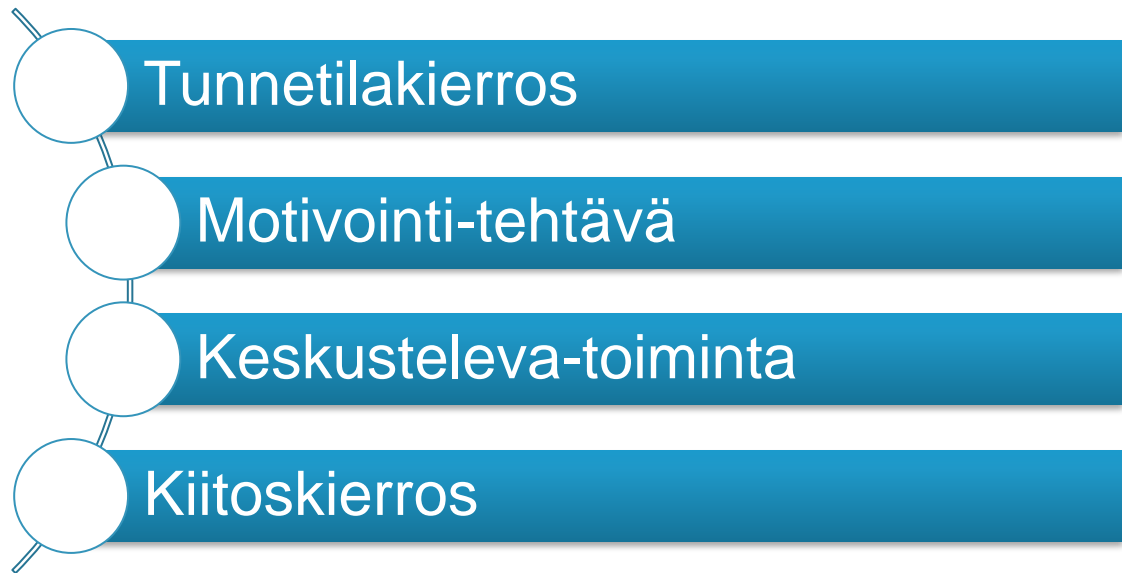 Tunnetilakierros
Motivointi-tehtävä
Keskusteleva-toiminta
Kiitoskierros